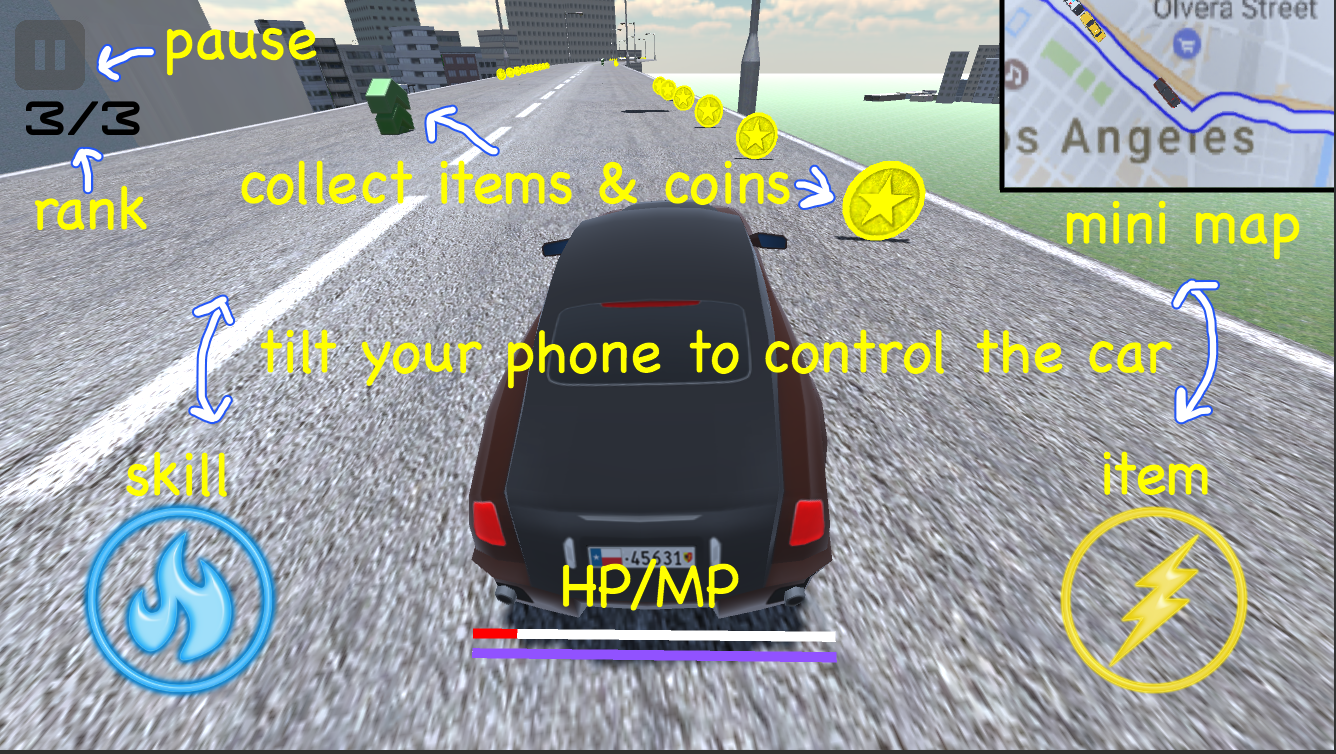 pause
Olvera Street
3/3
os Angeles
collect items & coins
rank
mini map
tilt your phone to control the car
skill
item
-45631
HP/MP